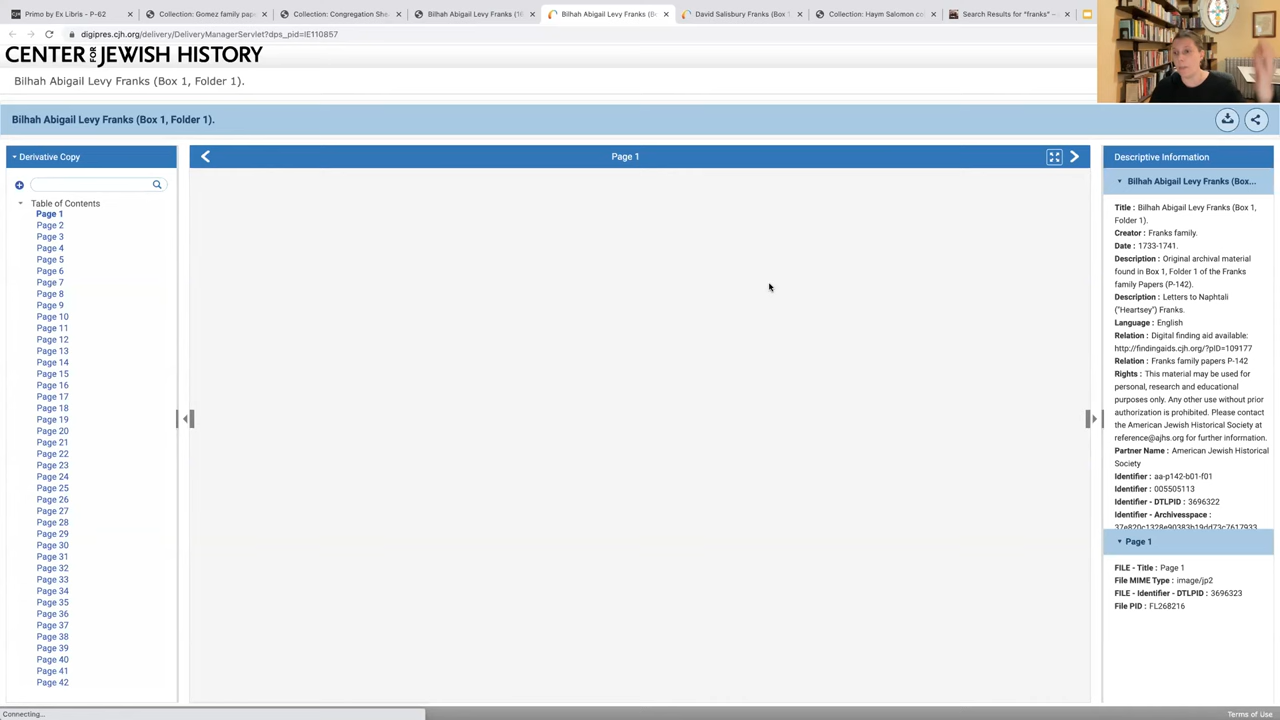 Primo by Ex Libris - P-62
Collection: Gomez family pap
Collection: Congregation She
Bilhah Abigail Levy Franks (18
Bilhah Abigail Levy Franks (B
David Salisbury Franks (Box 1
Collection: Haym Salomon c
Search Results for "franks" –
digipres.cjh.org/delivery/DeliveryManagerServlet?dps_pid=IE110857
CENTER FOR JEWISH HISTORY
Bilhah Abigail Levy Franks (Box 1, Folder 1).
Bilhah Abigail Levy Franks (Box 1, Folder 1).
Derivative Copy
Table of Contents
Page 1
Page 2
Page 3
Page 4
Page 5
Page 6
Page 7
Page 8
Page 9
Page 10
Page 11
Page 12
Page 13
Page 14
Page 15
Page 16
Page 17
Page 18
Page 19
Page 20
Page 21
Page 22
Page 23
Page 24
Page 25
Page 26
Page 27
Page 28
Page 29
Page 30
Page 31
Page 32
Page 33
Page 34
Page 35
Page 36
Page 37
Page 38
Page 39
Page 40
Page 41
Page 42
Page 1
Descriptive Information
Bilhah Abigail Levy Franks (Box...
Title : Bilhah Abigail Levy Franks (Box 1,
Folder 1).
Creator : Franks family.
Date : 1733-1741.
Description : Original archival material
found in Box 1, Folder 1 of the Franks
family Papers (P-142).
Description : Letters to Naphtali
("Heartsey") Franks.
Language : English
Relation : Digital finding aid available:
http://findingaids.cjh.org/?pID=109177
Relation : Franks family papers P-142
Rights : This material may be used for
personal, research and educational
purposes only. Any other use without prior
authorization is prohibited. Please contact
the American Jewish Historical Society at
reference@ajhs.org for further information.
Partner Name : American Jewish Historical
Society
Identifier : aa-p142-b01-f01
Identifier : 005505113
Identifier - DTLPID : 3696322
Identifier - Archivesspace :
37e820c1328e90383b19dd73c7617933
Page 1
FILE - Title : Page 1
File MIME Type : image/jp2
FILE - Identifier - DTLPID : 3696323
File PID : FL268216
Connecting...
Terms of Use